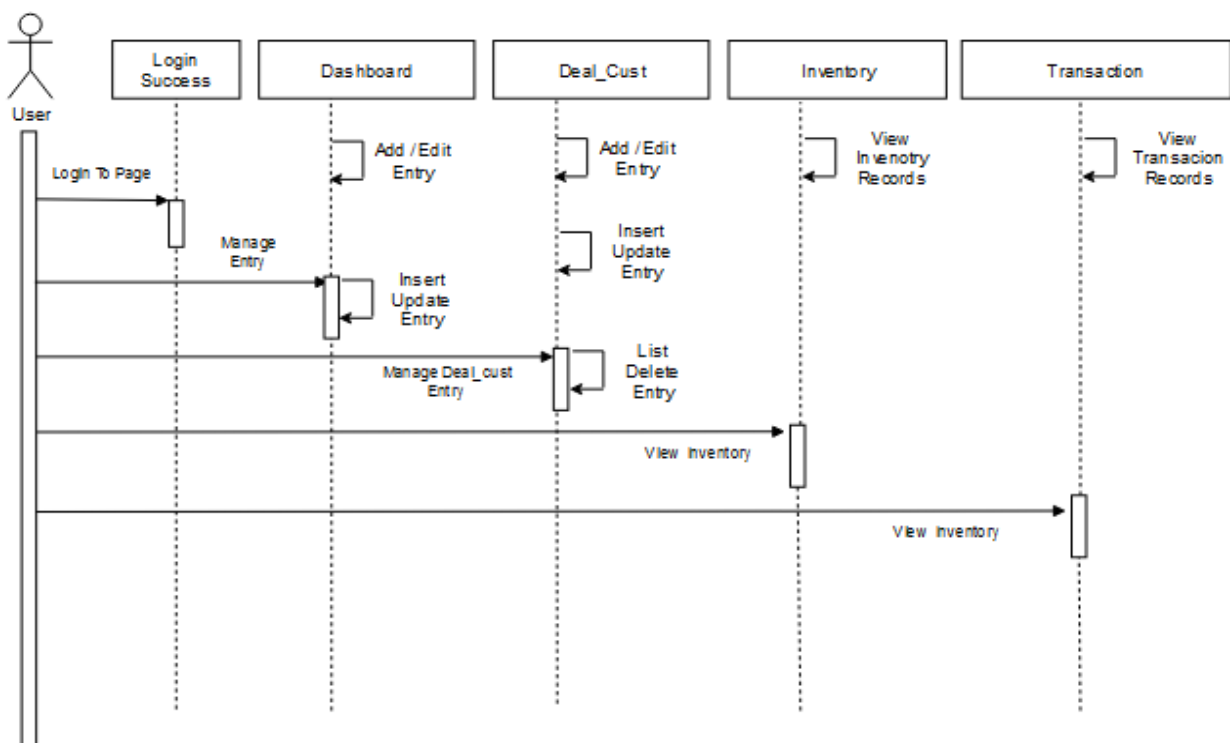 Login
Success
Dashboard
Deal_Cust
Inventory
Transaction
User
Add / Edit
Entry
Add / Edit
Entry
View
Invenotry
Records
View
Transacion
Records
Login To Page
Manage
Entry
Insert
Update
Entry
Insert
Update
Entry
Manage Deal_cust
Entry
List
Delete
Entry
View Inventory
View Inventory